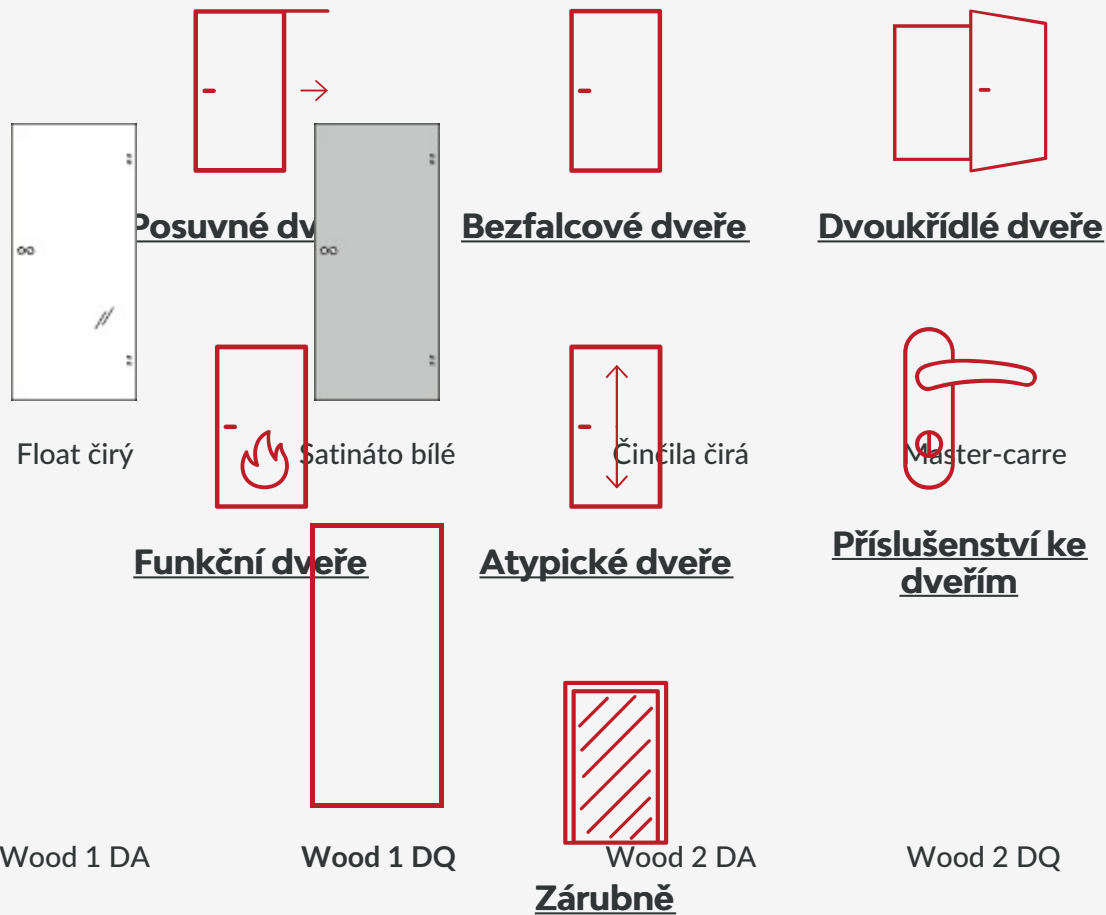 Posuvné dv
Bezfalcové dveře
Dvoukřídlé dveře
Float čirý
Satináto bílé
Činčila čirá
Master-carre
Funkční dveře
Atypické dveře
Příslušenství ke
dveřím
Wood 1 DA
Wood 1 DQ
Wood 2 DA
Wood 2 DQ
Zárubně